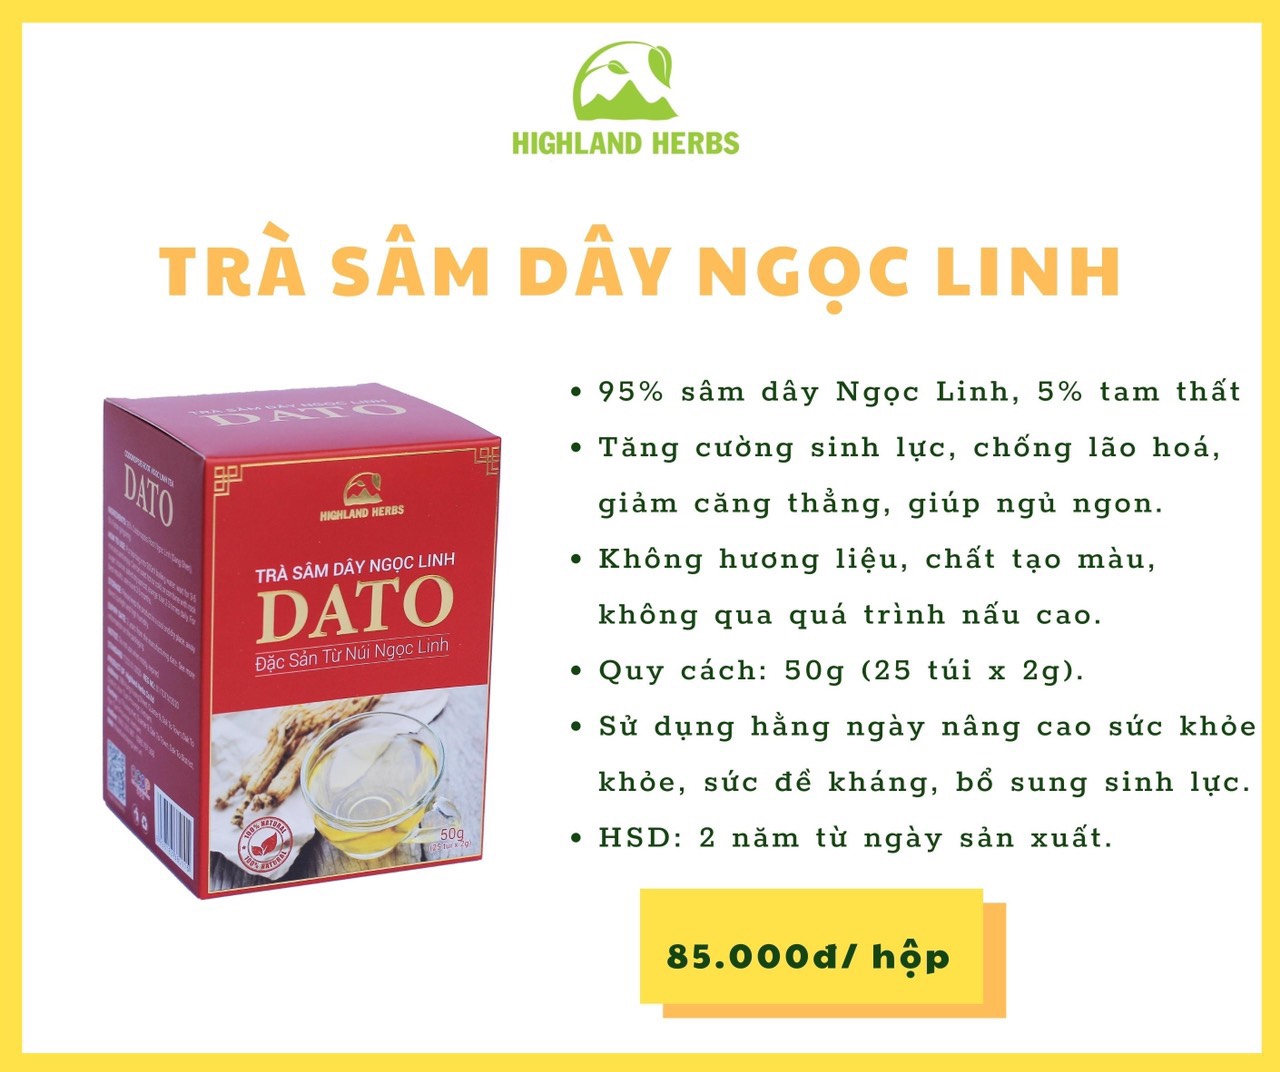 HIGHLAND HERBS
TRÀ SÂM DÂY NGỌC LINH
• 95% sâm dây Ngọc Linh, 5% tam thất
• Tăng cường sinh lực, chống lão hoá,
giảm căng thẳng, giúp ngủ ngon.
• Không hương liệu, chất tạo màu,
không qua quá trình nấu cao.
• Quy cách: 50g (25 túi x 2g).
• Sử dụng hằng ngày nâng cao sức khỏe
khỏe, sức đề kháng, bổ sung sinh lực.
• HSD: 2 năm từ ngày sản xuất.
85.000đ/ hộp
TRÀ SÂM DÂY NGỌC LINH
DATO
HIGHLAND HERBS
TRÀ SÂM DÂY NGỌC LINH
DATO
Đặc Sản Từ Núi Ngọc Linh
100% NATURAL
100% NATURAL
50g
(25 túi x 2g)
DATO